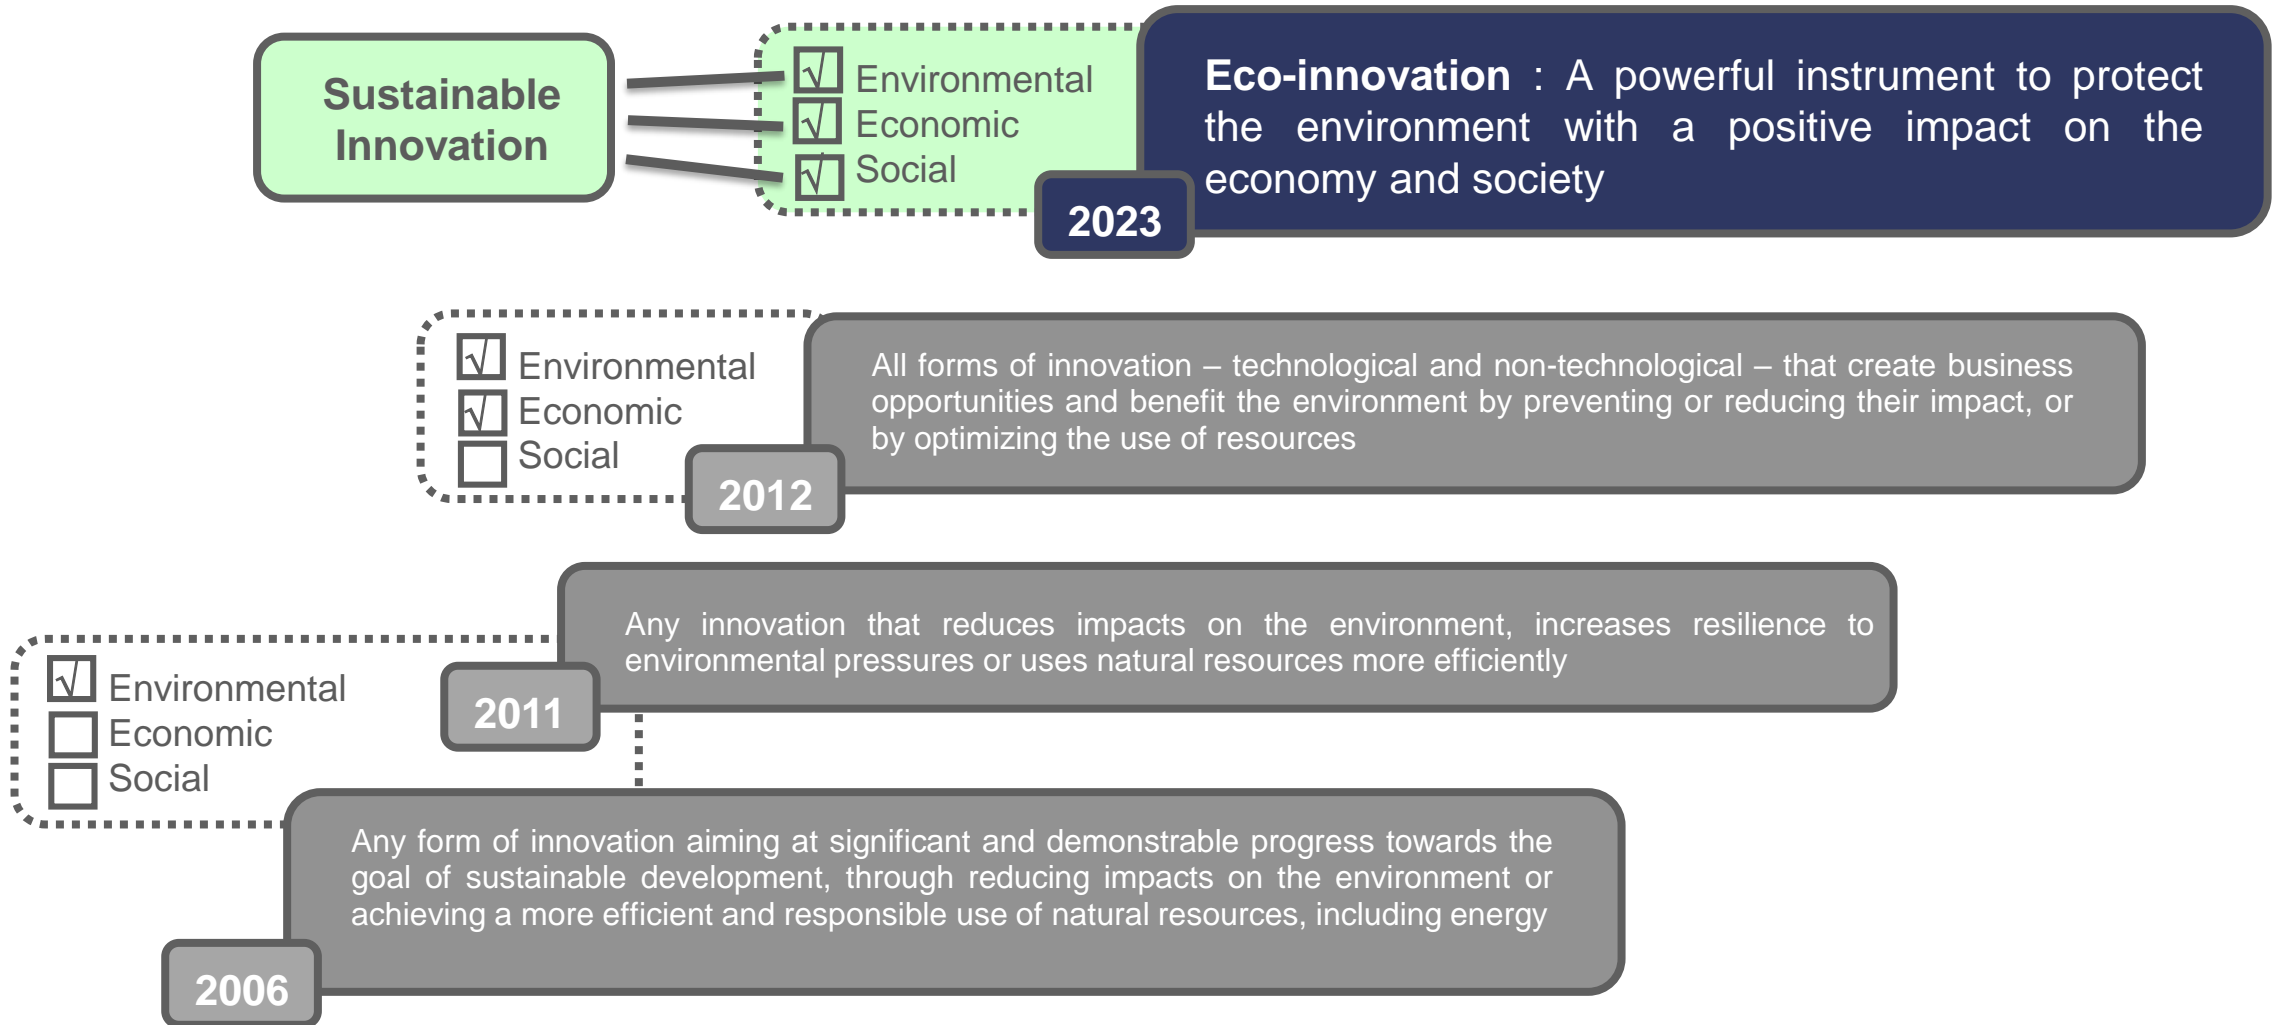 Sustainable
Innovation
√ Environmental
√ Economic
√ Social
Eco-innovation : A powerful instrument to protect
the environment with a positive impact on the
economy and society
2023
√ Environmental
√ Economic
Social
All forms of innovation – technological and non-technological – that create business
opportunities and benefit the environment by preventing or reducing their impact, or
by optimizing the use of resources
2012
Any innovation that reduces impacts on the environment, increases resilience to
environmental pressures or uses natural resources more efficiently
2011
√ Environmental
Economic
Social
Any form of innovation aiming at significant and demonstrable progress towards the
goal of sustainable development, through reducing impacts on the environment or
achieving a more efficient and responsible use of natural resources, including energy
2006